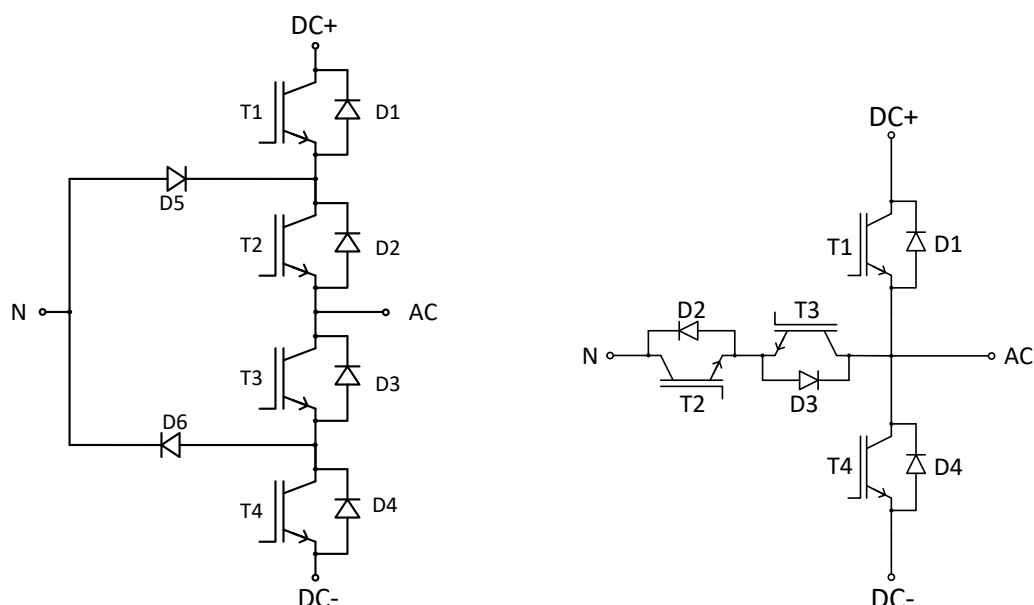 DC+
T1 D1
D5
T2 D2
N AC
T3 D3
D6
T4 D4
DC-
DC+
T1 D1
D2 T3
N AC
T2 D3
T4 D4
DC-